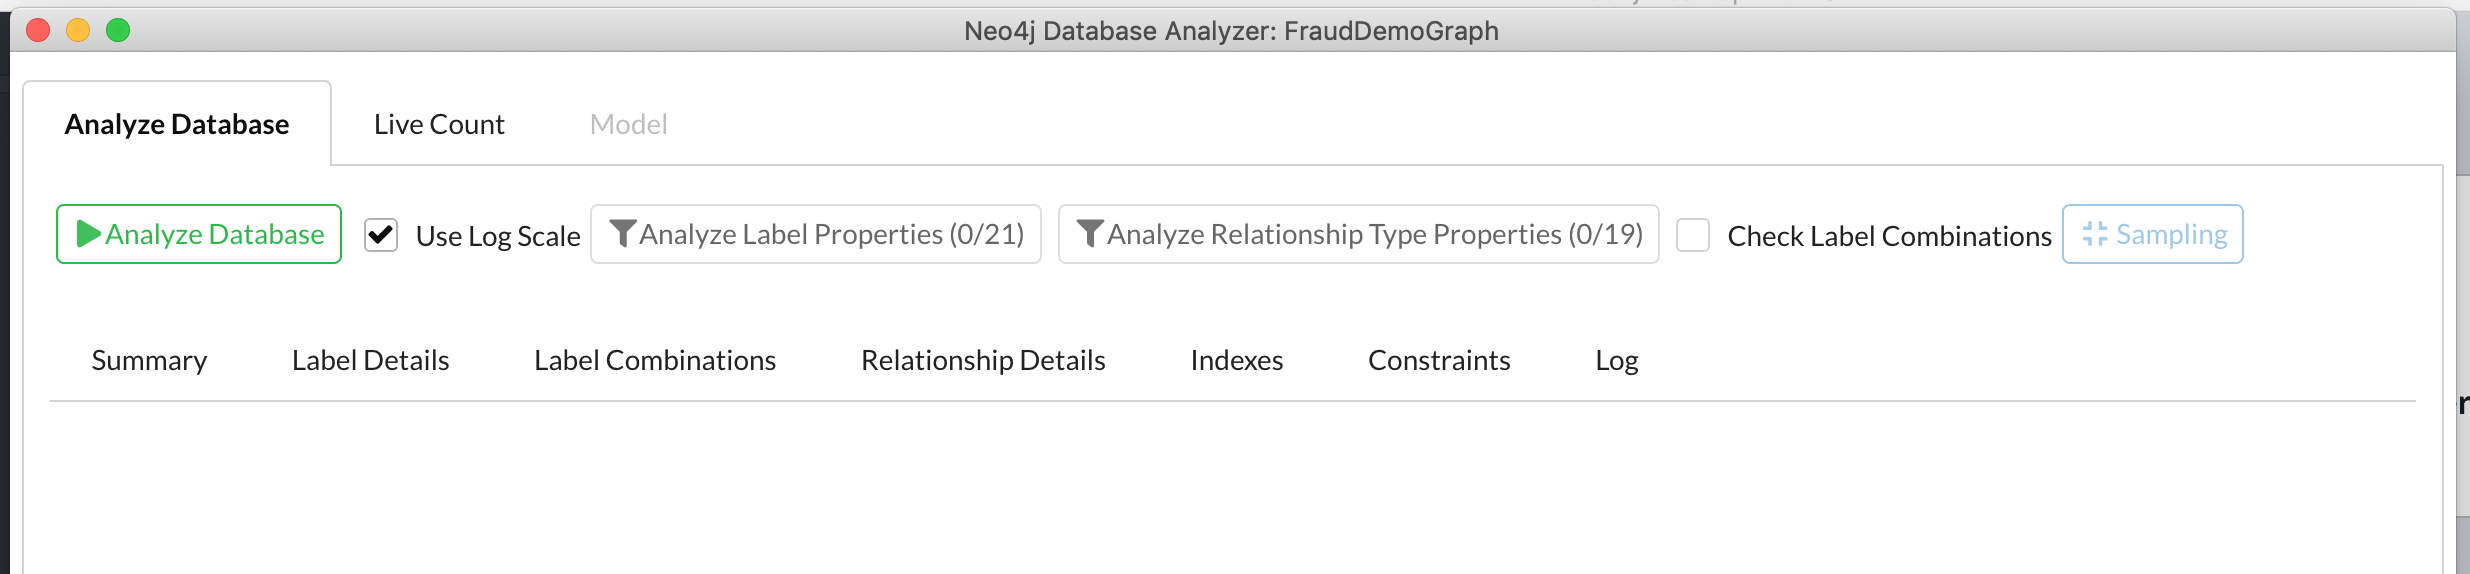 Neo4j Database Analyzer: FraudDemoGraph
Analyze Database Live Count Model
Analyze Database Use Log Scale Analyze Label Properties (0/21) Analyze Relationship Type Properties (0/19) Check Label Combinations Sampling
Summary Label Details Label Combinations Relationship Details Indexes Constraints Log